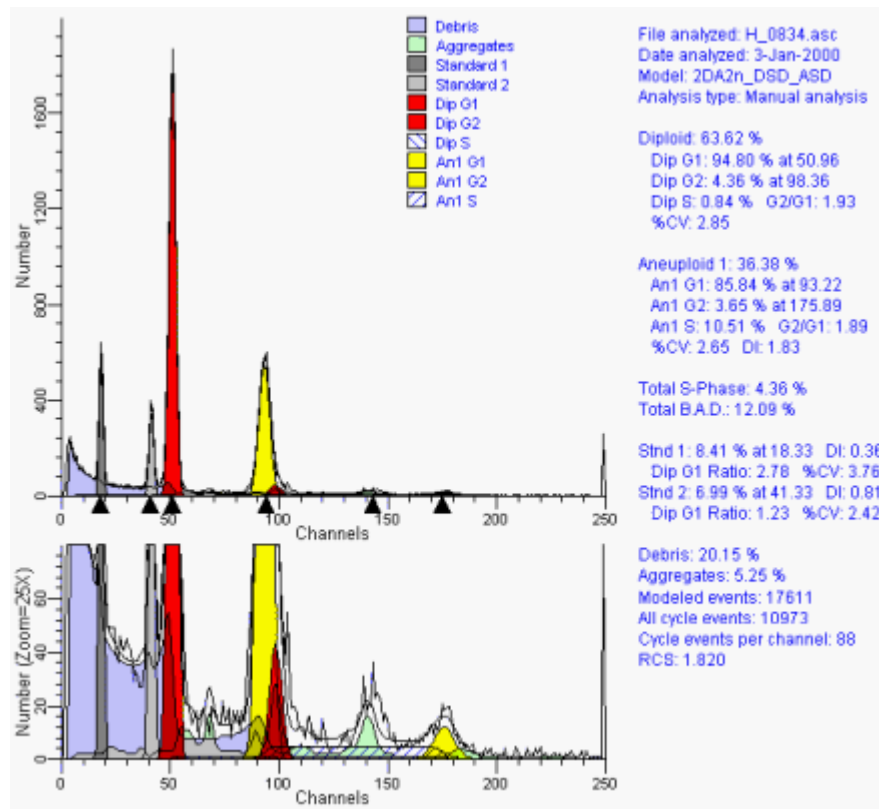 Debris
Aggregates
Standard 1
Standard 2
Dip G1
Dip G2
Dip S
An1 G1
An1 G2
An1 S
Number
1600
1200
800
400
0
0 50 100 150 200 250
Channels
Number (Zoom=25X)
60
40
20
0
0 50 100 150 200 250
Channels
File analyzed: H_0834.asc
Date analyzed: 3-Jan-2000
Model: 2DA2n_DSD_ASD
Analysis type: Manual analysis
Diploid: 63.62 %
Dip G1: 94.80 % at 50.96
Dip G2: 4.36 % at 98.36
Dip S: 0.84 % G2/G1: 1.93
%CV: 2.85
Aneuploid 1: 36.38 %
An1 G1: 85.84 % at 93.22
An1 G2: 3.65 % at 175.89
An1 S: 10.51 % G2/G1: 1.89
%CV: 2.65 DI: 1.83
Total S-Phase: 4.36 %
Total B.A.D.: 12.09 %
Stnd 1: 8.41 % at 18.33 DI: 0.36
Dip G1 Ratio: 2.78 %CV: 3.76
Stnd 2: 6.99 % at 41.33 DI: 0.81
Dip G1 Ratio: 1.23 %CV: 2.42
Debris: 20.15 %
Aggregates: 5.25 %
Modeled events: 17611
All cycle events: 10973
Cycle events per channel: 88
RCS: 1.820